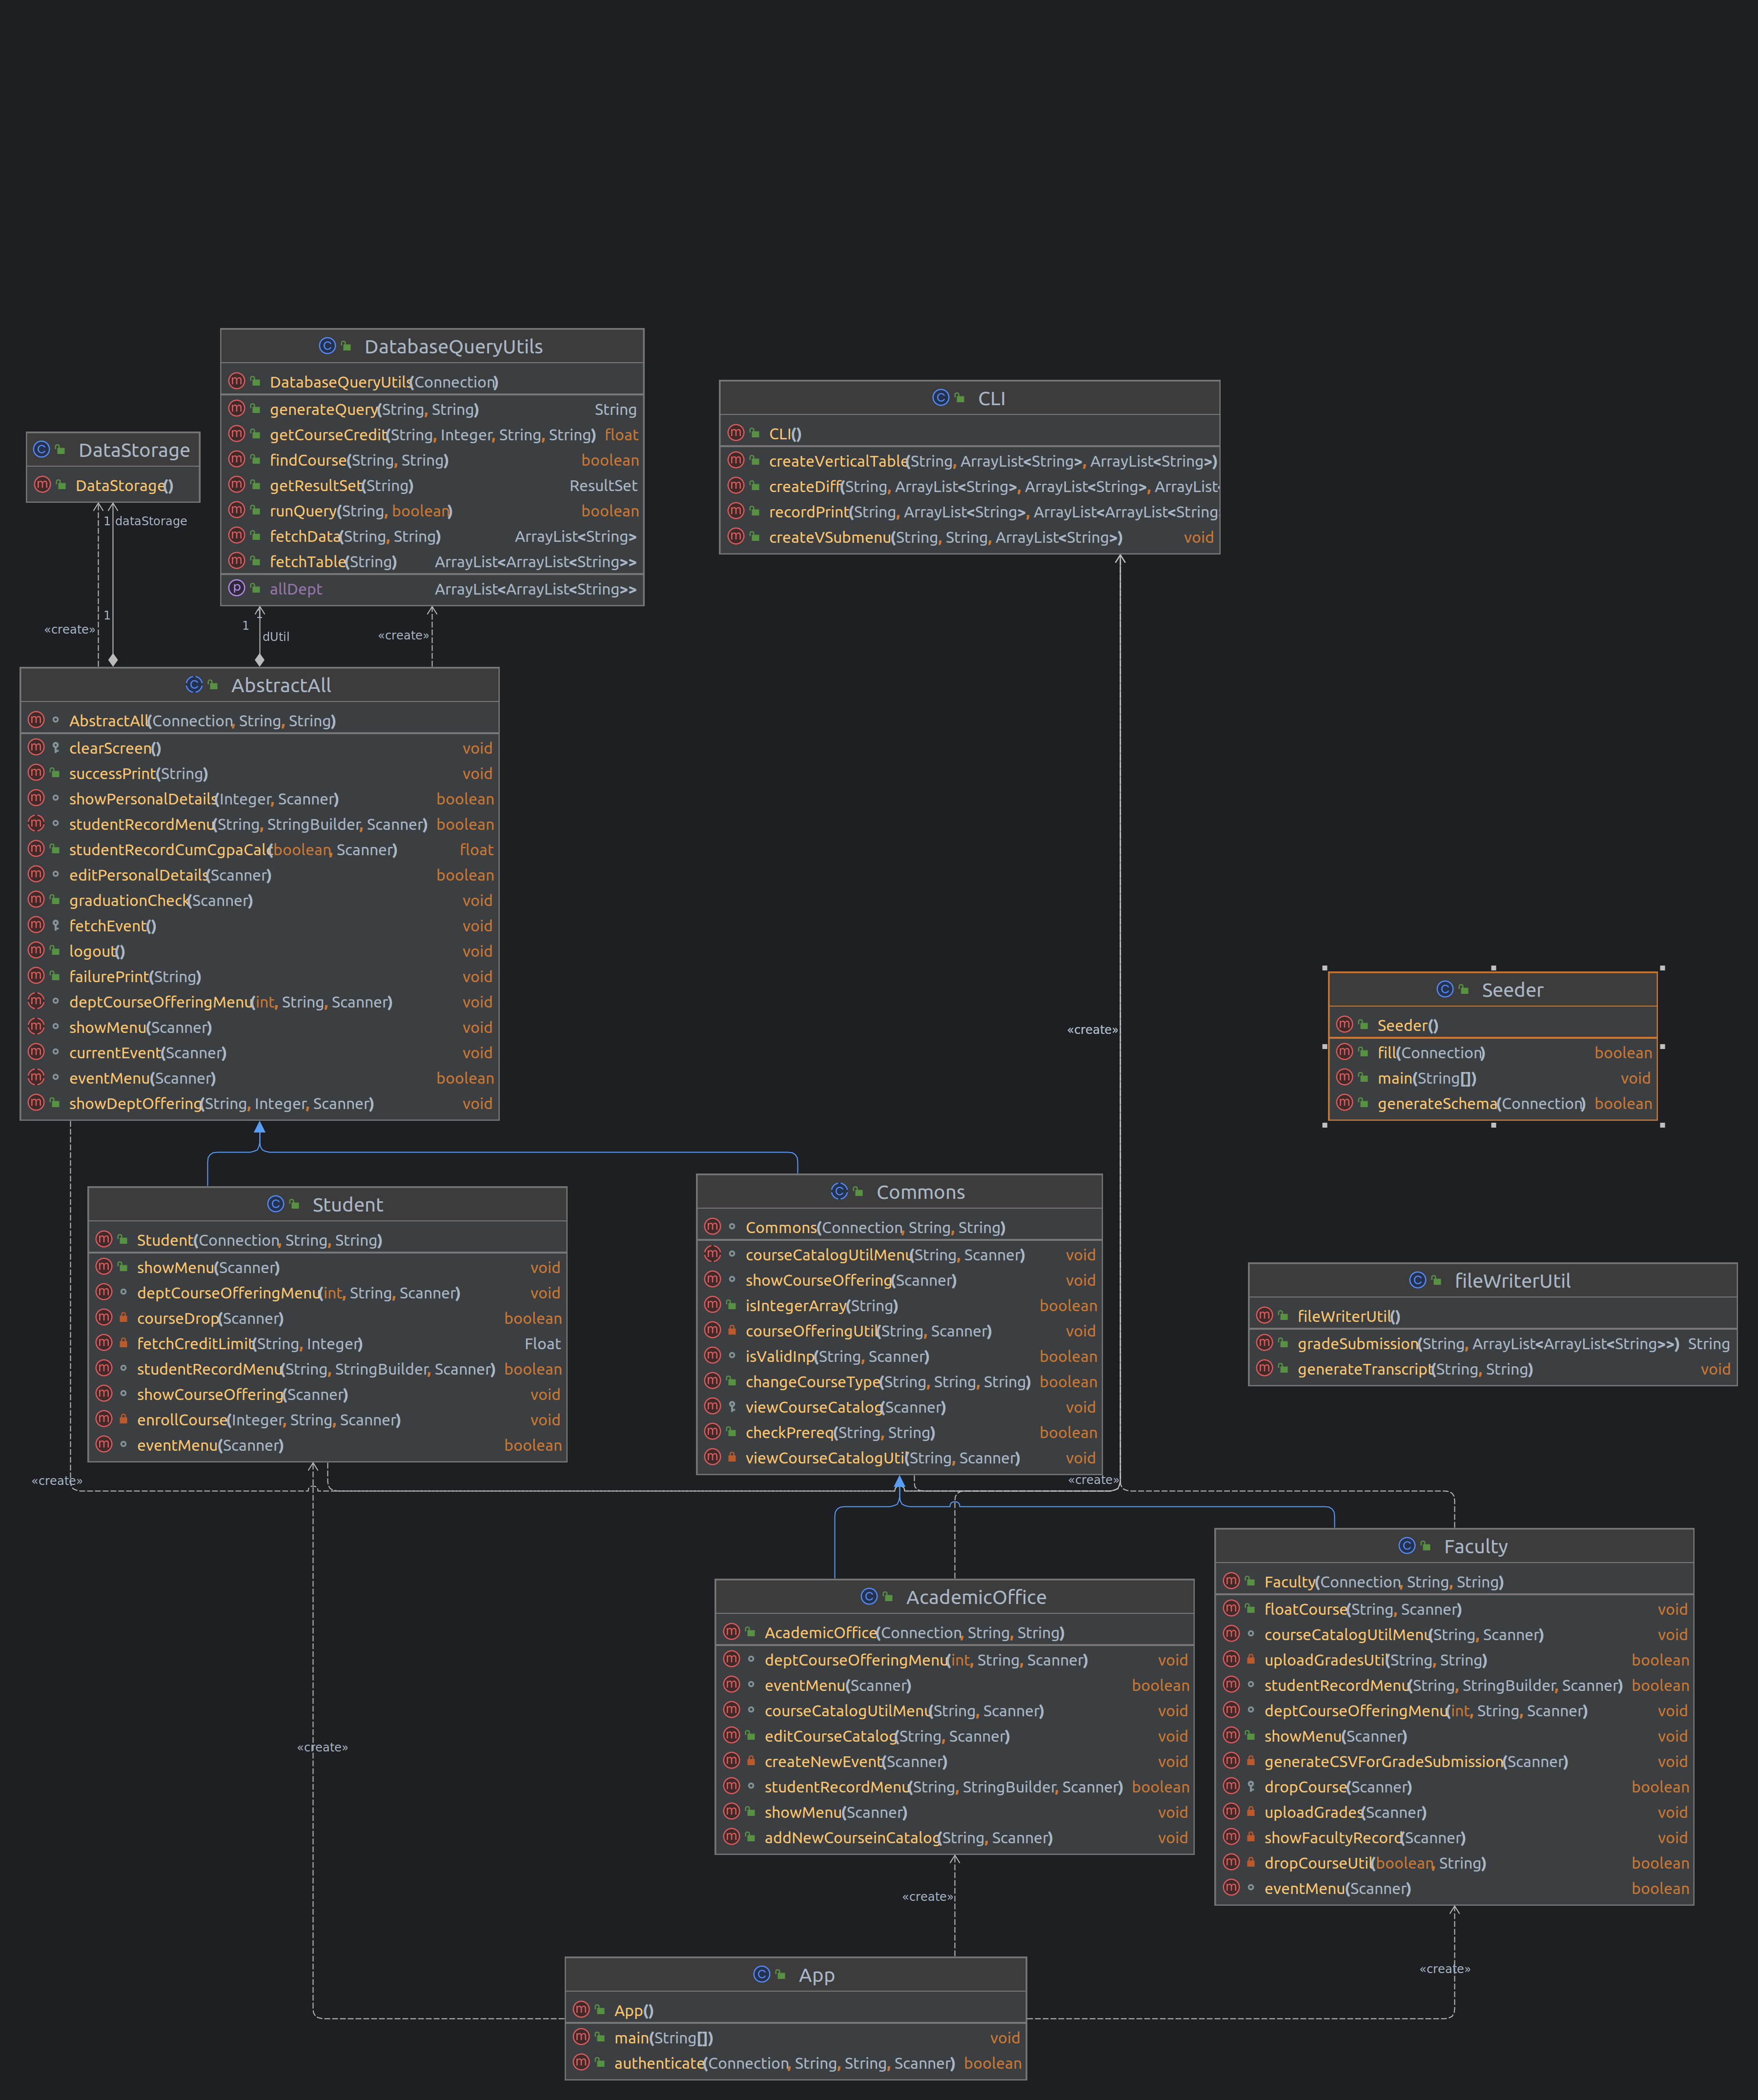 DatabaseQueryUtils
DatabaseQueryUtils(Connection)
generateQuery(String, String) String
getCourseCredit(String, Integer, String, String) float
findCourse(String, String) boolean
getResultSet(String) ResultSet
runQuery(String, boolean) boolean
fetchData(String, String) ArrayList<String>
fetchTable(String) ArrayList<ArrayList<String>>
allDept ArrayList<ArrayList<String>>
CLI
CLI()
createVerticalTable(String, ArrayList<String>, ArrayList<String>)
createDiff(String, ArrayList<String>, ArrayList<String>, ArrayList<
recordPrint(String, ArrayList<String>, ArrayList<ArrayList<String>
createVSubmenu(String, String, ArrayList<String>) void
DataStorage
DataStorage()
1 dataStorage
1
«create»
1
1
dUtil
«create»
AbstractAll
AbstractAll(Connection, String, String)
clearScreen() void
successPrint(String) void
showPersonalDetails(Integer, Scanner) boolean
studentRecordMenu(String, StringBuilder, Scanner) boolean
studentRecordCumCgpaCalc(boolean, Scanner) float
editPersonalDetails(Scanner) boolean
graduationCheck(Scanner) void
fetchEvent() void
logout() void
failurePrint(String) void
deptCourseOfferingMenu(int, String, Scanner) void
showMenu(Scanner) void
currentEvent(Scanner) void
eventMenu(Scanner) boolean
showDeptOffering(String, Integer, Scanner) void
«create»
Seeder
Seeder()
fill(Connection) boolean
main(String[]) void
generateSchema(Connection) boolean
Student
Student(Connection, String, String)
showMenu(Scanner) void
deptCourseOfferingMenu(int, String, Scanner) void
courseDrop(Scanner) boolean
fetchCreditLimit(String, Integer) Float
studentRecordMenu(String, StringBuilder, Scanner) boolean
showCourseOffering(Scanner) void
enrollCourse(Integer, String, Scanner) void
eventMenu(Scanner) boolean
Commons
Commons(Connection, String, String)
courseCatalogUtilMenu(String, Scanner) void
showCourseOffering(Scanner) void
isIntegerArray(String) boolean
courseOfferingUtil(String, Scanner) void
isValidInp(String, Scanner) boolean
changeCourseType(String, String, String) boolean
viewCourseCatalog(Scanner) void
checkPrereq(String, String) boolean
viewCourseCatalogUtil(String, Scanner) void
fileWriterUtil
fileWriterUtil()
gradeSubmission(String, ArrayList<ArrayList<String>>) String
generateTranscript(String, String) void
«create»
«create»
AcademicOffice
AcademicOffice(Connection, String, String)
deptCourseOfferingMenu(int, String, Scanner) void
eventMenu(Scanner) boolean
courseCatalogUtilMenu(String, Scanner) void
editCourseCatalog(String, Scanner) void
createNewEvent(Scanner) void
studentRecordMenu(String, StringBuilder, Scanner) boolean
showMenu(Scanner) void
addNewCourseinCatalog(String, Scanner) void
Faculty
Faculty(Connection, String, String)
floatCourse(String, Scanner) void
courseCatalogUtilMenu(String, Scanner) void
uploadGradesUtil(String, String) boolean
studentRecordMenu(String, StringBuilder, Scanner) boolean
deptCourseOfferingMenu(int, String, Scanner) void
showMenu(Scanner) void
generateCSVForGradeSubmission(Scanner) void
dropCourse(Scanner) boolean
uploadGrades(Scanner) void
showFacultyRecord(Scanner) void
dropCourseUtil(boolean, String) boolean
eventMenu(Scanner) boolean
«create»
«create»
«create»
App
App()
main(String[]) void
authenticate(Connection, String, String, Scanner) boolean